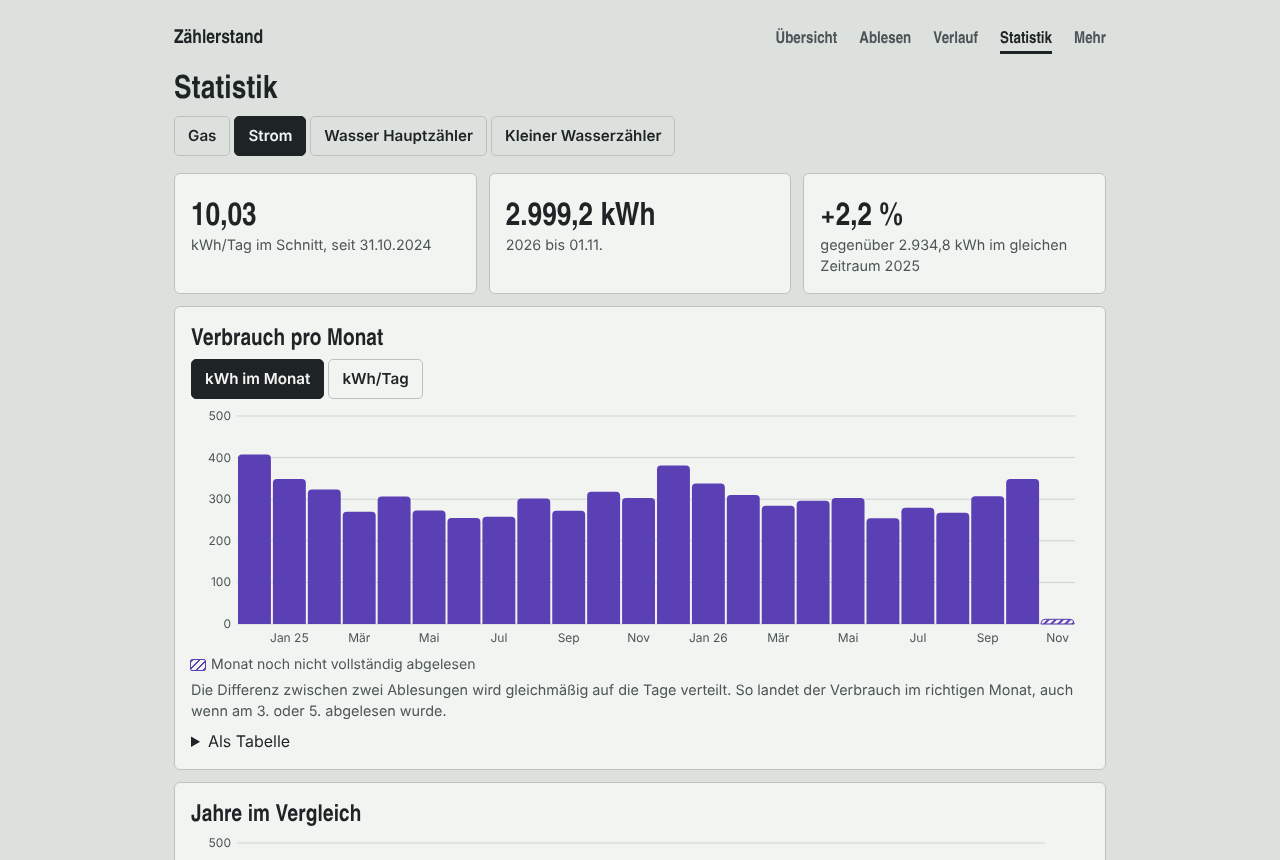 Zählerstand
Übersicht Ablesen Verlauf Statistik Mehr
Statistik
Gas Strom Wasser Hauptzähler Kleiner Wasserzähler
10,03
kWh/Tag im Schnitt, seit 31.10.2024
2.999,2 kWh
2026 bis 01.11.
+2,2 %
gegenüber 2.934,8 kWh im gleichen
Zeitraum 2025
Verbrauch pro Monat
kWh im Monat kWh/Tag
500
400
300
200
100
0
Jan 25 Mär Mai Jul Sep Nov Jan 26 Mär Mai Jul Sep Nov
Monat noch nicht vollständig abgelesen
Die Differenz zwischen zwei Ablesungen wird gleichmäßig auf die Tage verteilt. So landet der Verbrauch im richtigen Monat, auch
wenn am 3. oder 5. abgelesen wurde.
Als Tabelle
Jahre im Vergleich
500